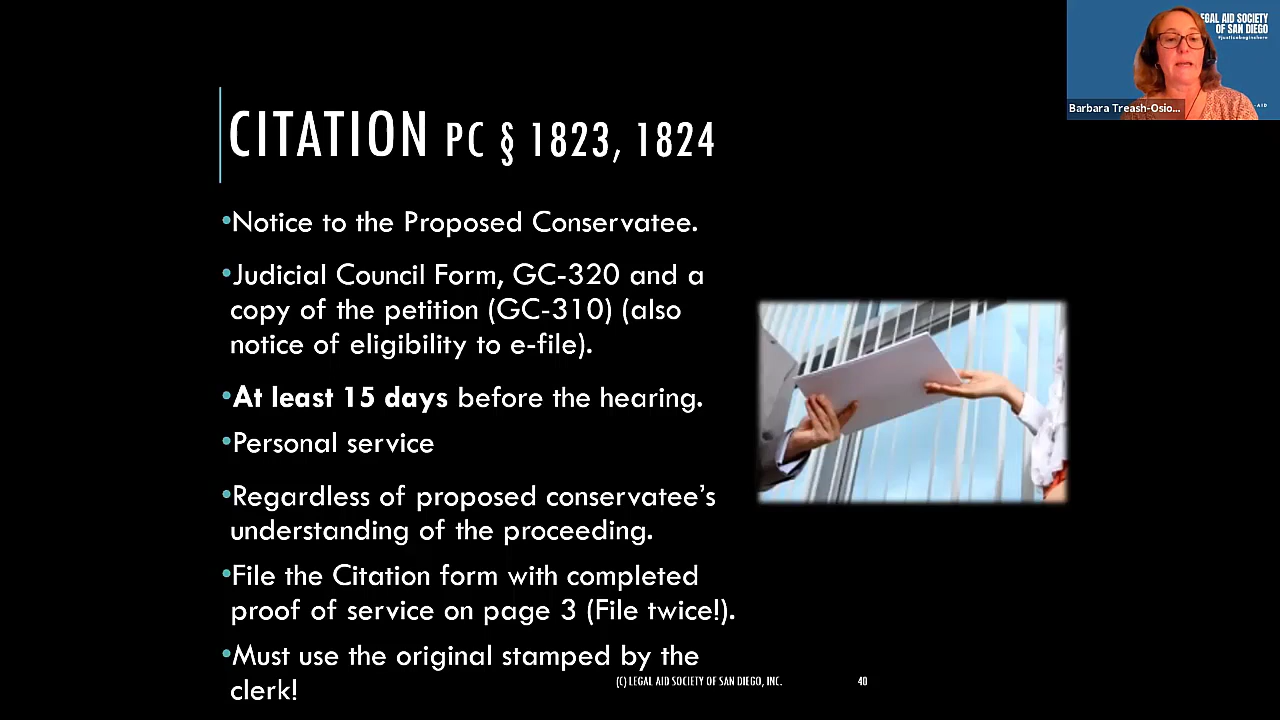 EGAL AID SOCIETY
OF SAN DIEGO
#justicebeginshere
-AID
Barbara Treash-Osio...
CITATION PC § 1823, 1824
•Notice to the Proposed Conservatee.
•Judicial Council Form, GC-320 and a
copy of the petition (GC-310) (also
notice of eligibility to e-file).
•At least 15 days before the hearing.
•Personal service
•Regardless of proposed conservatee’s
understanding of the proceeding.
•File the Citation form with completed
proof of service on page 3 (File twice!).
•Must use the original stamped by the
clerk!
(C) LEGAL AID SOCIETY OF SAN DIEGO, INC.
40